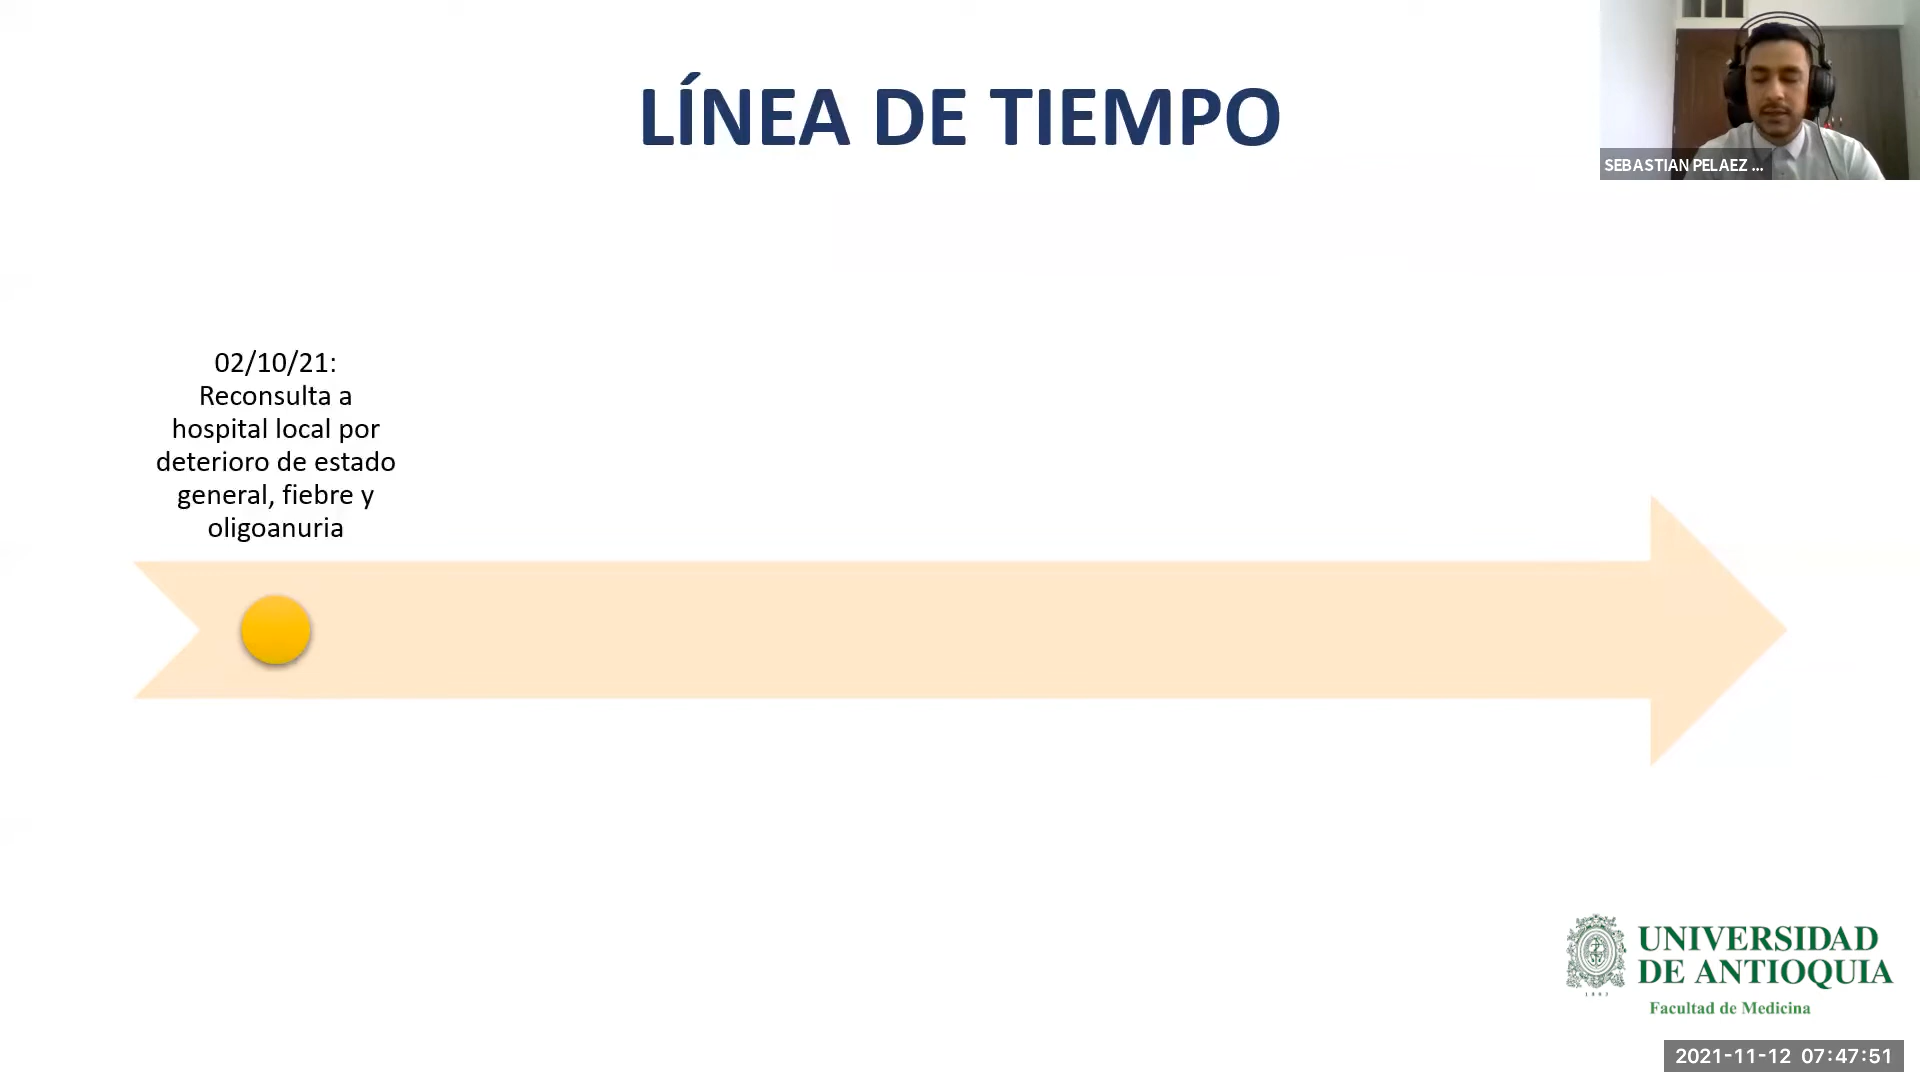 LÍNEA DE TIEMPO
SEBASTIAN PELAEZ ...
02/10/21:
Reconsulta a
hospital local por
deterioro de estado
general, fiebre y
oligoanuria
UNIVERSIDAD
DE ANTIOQUIA
1803
Facultad de Medicina
2021-11-12 07:47:51